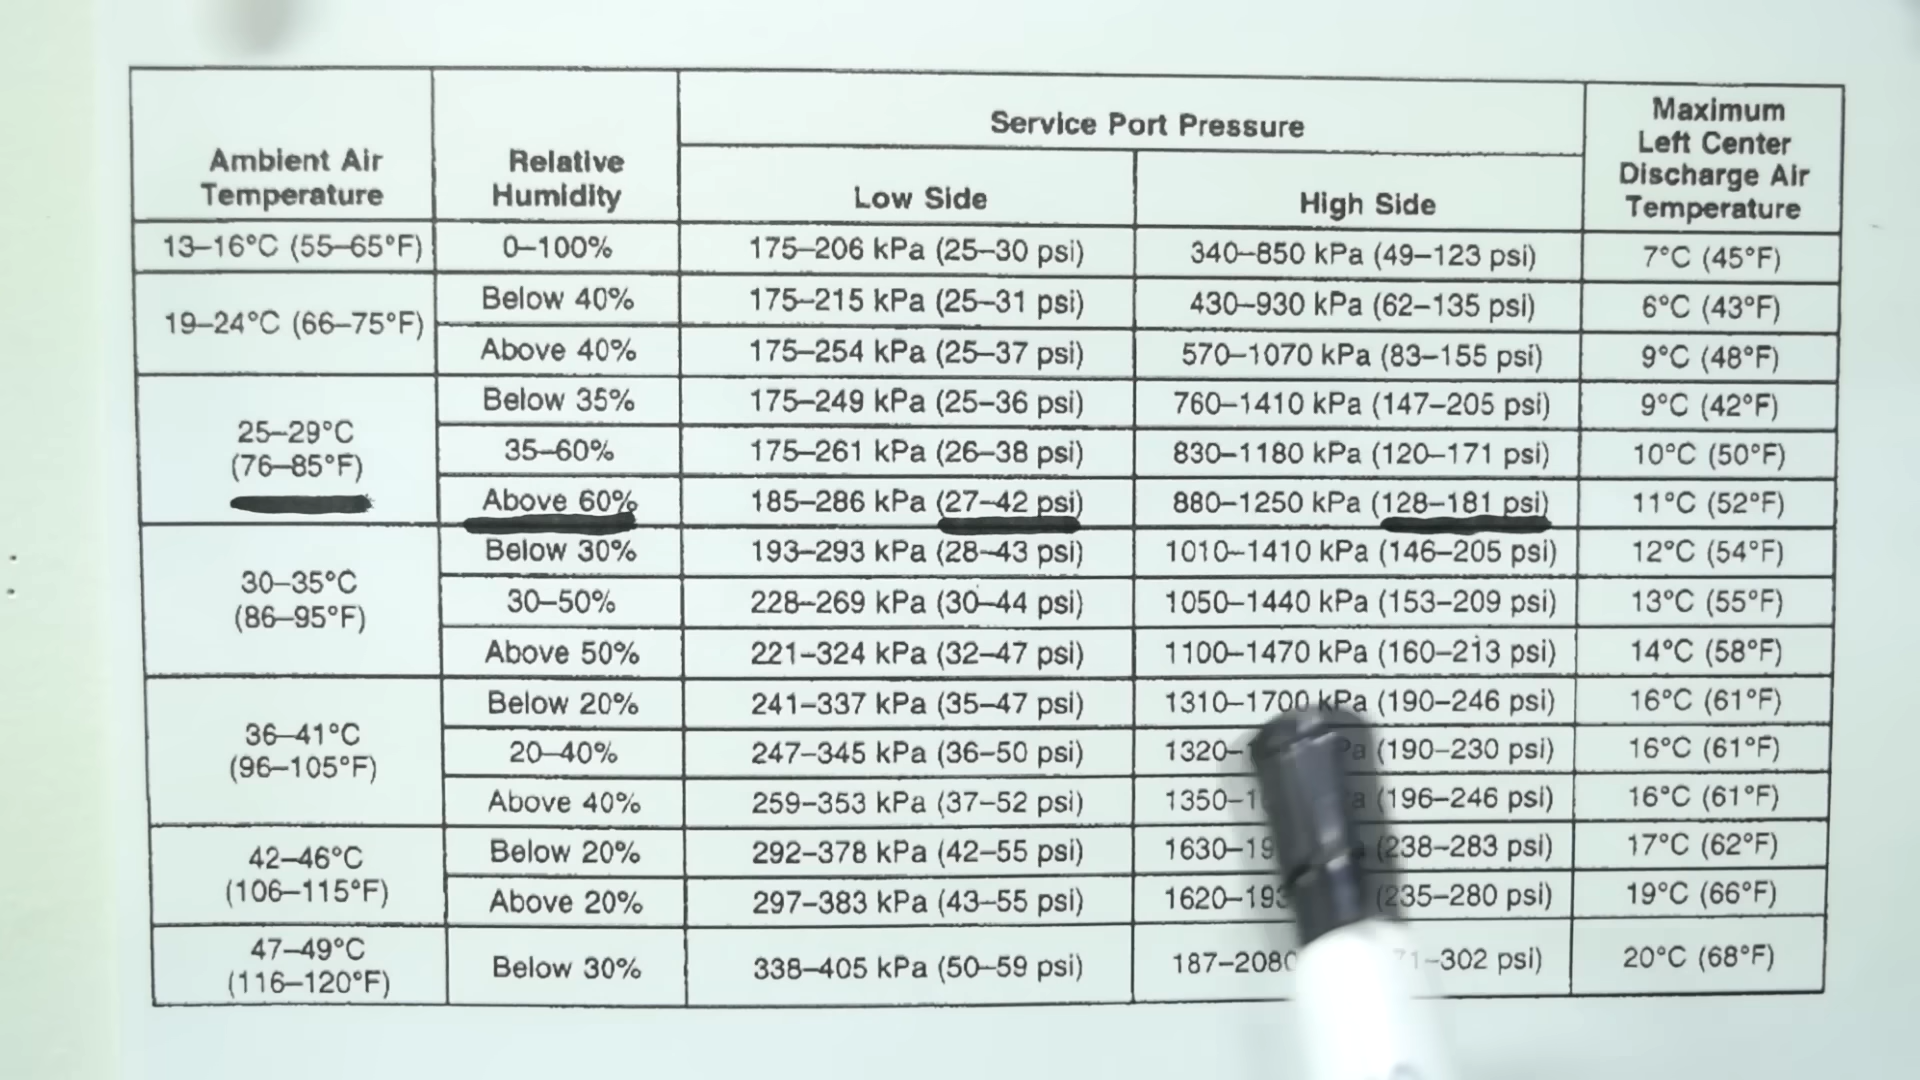 Ambient Air
Temperature
Relative
Humidity
Service Port Pressure
Low Side
High Side
Maximum
Left Center
Discharge Air
Temperature
13–16°C (55–65°F) 0–100% 175–206 kPa (25–30 psi) 340–850 kPa (49–123 psi) 7°C (45°F)
19–24°C (66–75°F)
Below 40% 175–215 kPa (25–31 psi) 430–930 kPa (62–135 psi) 6°C (43°F)
Above 40% 175–254 kPa (25–37 psi) 570–1070 kPa (83–155 psi) 9°C (48°F)
25–29°C
(76–85°F)
Below 35% 175–249 kPa (25–36 psi) 760–1410 kPa (147–205 psi) 9°C (42°F)
35–60% 175–261 kPa (26–38 psi) 830–1180 kPa (120–171 psi) 10°C (50°F)
Above 60% 185–286 kPa (27–42 psi) 880–1250 kPa (128–181 psi) 11°C (52°F)
30–35°C
(86–95°F)
Below 30% 193–293 kPa (28–43 psi) 1010–1410 kPa (146–205 psi) 12°C (54°F)
30–50% 228–269 kPa (30–44 psi) 1050–1440 kPa (153–209 psi) 13°C (55°F)
Above 50% 221–324 kPa (32–47 psi) 1100–1470 kPa (160–213 psi) 14°C (58°F)
36–41°C
(96–105°F)
Below 20% 241–337 kPa (35–47 psi) 1310–1700 kPa (190–246 psi) 16°C (61°F)
20–40% 247–345 kPa (36–50 psi) (190–230 psi) 16°C (61°F)
Above 40% 259–353 kPa (37–52 psi) (196–246 psi) 16°C (61°F)
42–46°C
(106–115°F)
Below 20% 292–378 kPa (42–55 psi) (238–283 psi) 17°C (62°F)
Above 20% 297–383 kPa (43–55 psi) (235–280 psi) 19°C (66°F)
47–49°C
(116–120°F)
Below 30% 338–405 kPa (50–59 psi) psi) 20°C (68°F)